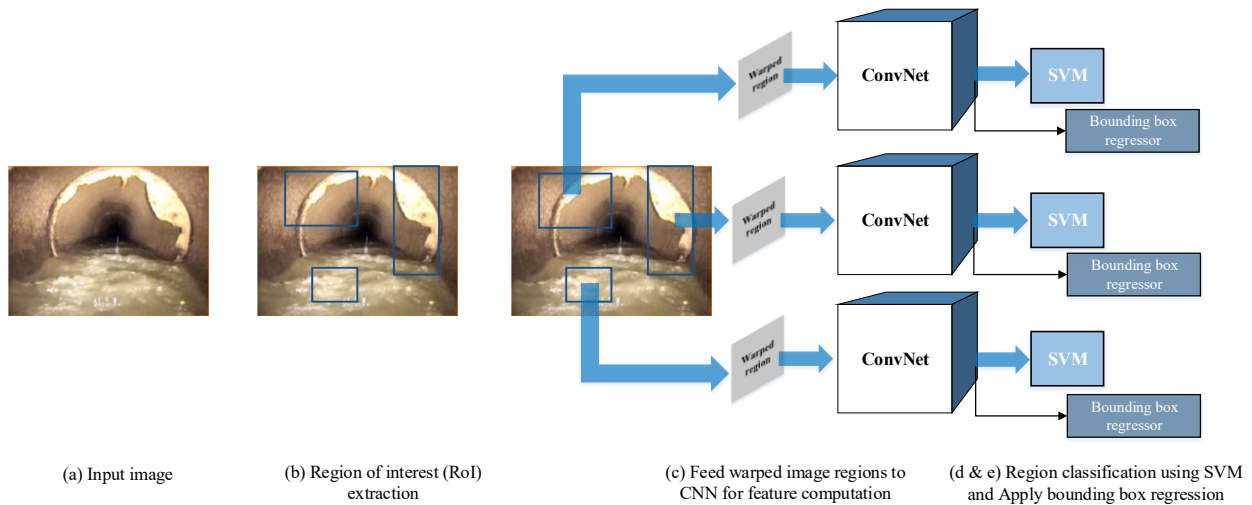 Warped
region
ConvNet
SVM
Bounding box
regressor
Warped
region
ConvNet
SVM
Bounding box
regressor
Warped
region
ConvNet
SVM
Bounding box
regressor
(a) Input image
(b) Region of interest (RoI)
extraction
(c) Feed warped image regions to
CNN for feature computation
(d & e) Region classification using SVM
and Apply bounding box regression